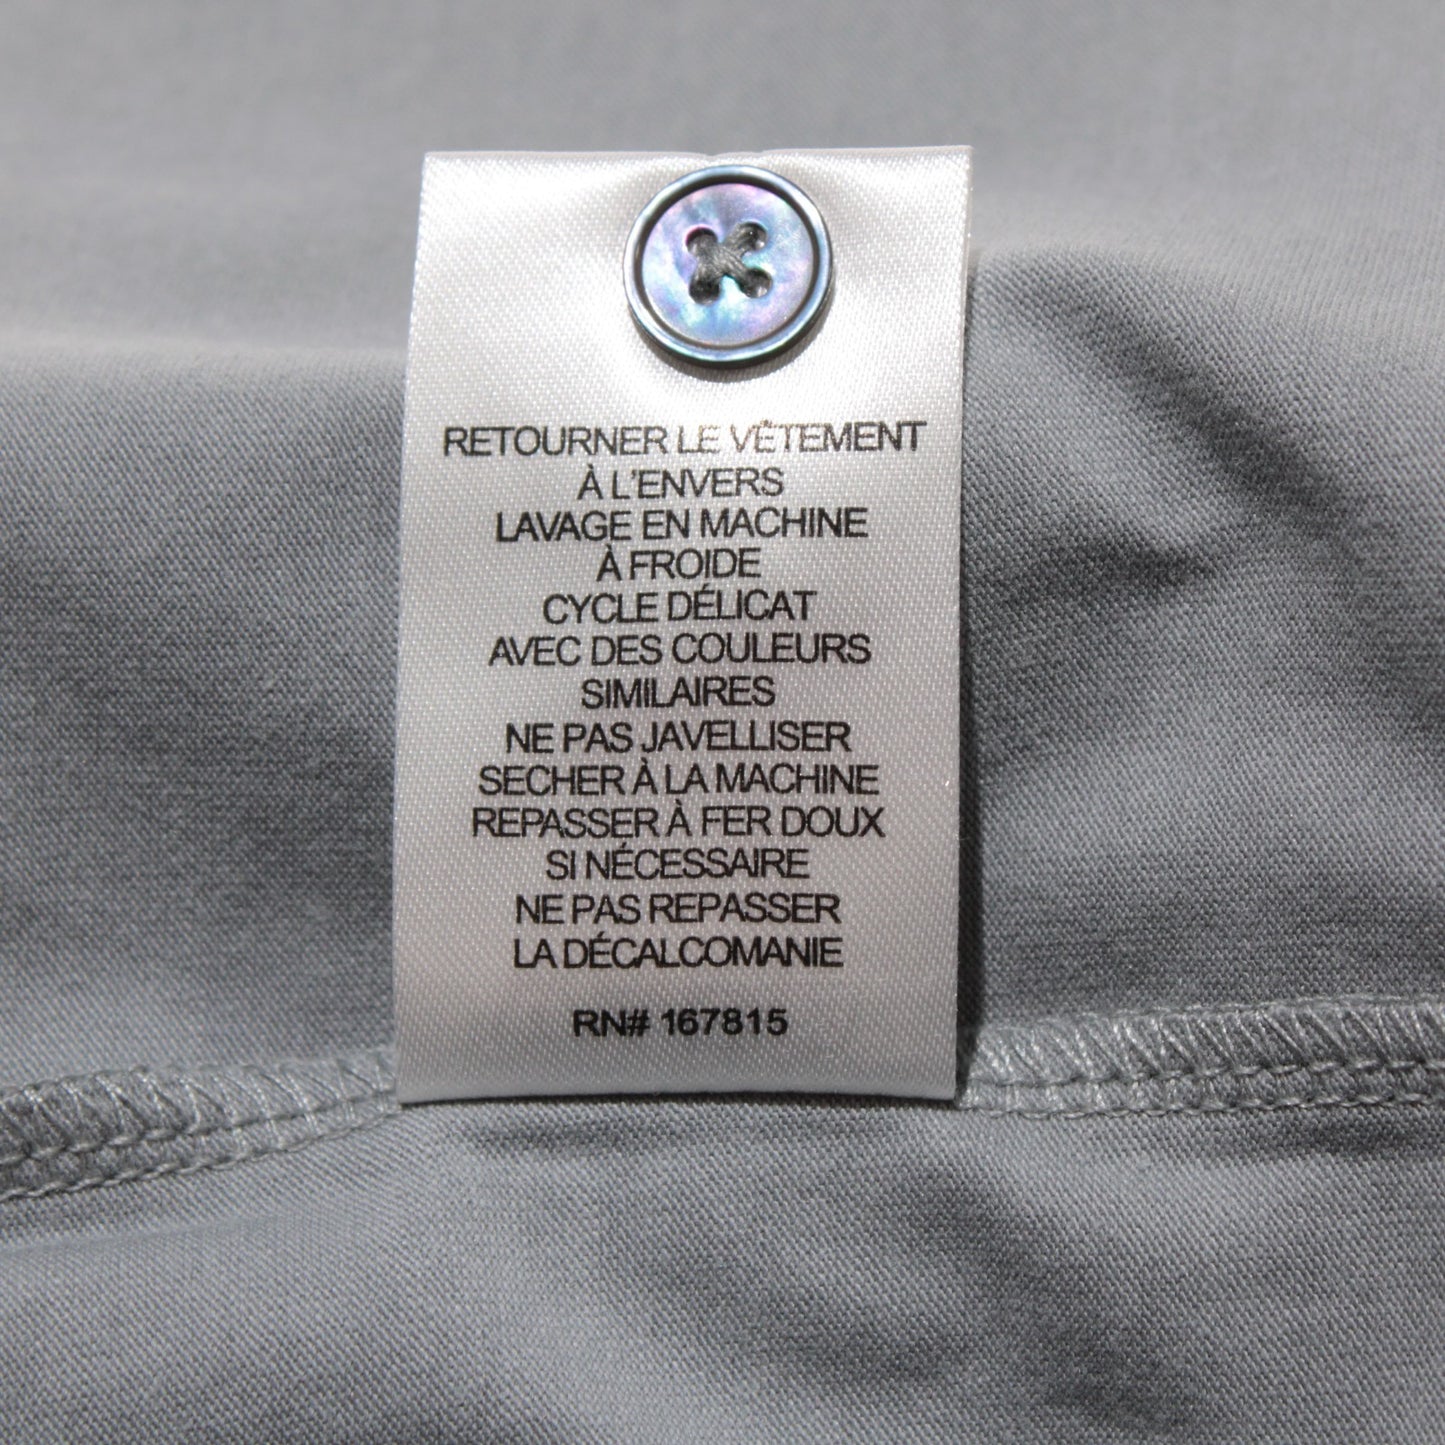 RETOURNER LE VÊTEMENT
À L'ENVERS
LAVAGE EN MACHINE
À FROIDE
CYCLE DÉLICAT
AVEC DES COULEURS
SIMILAIRES
NE PAS JAVELLISER
SECHER À LA MACHINE
REPASSER À FER DOUX
SI NÉCESSAIRE
NE PAS REPASSER
LA DÉCALCOMANIE
RN# 167815